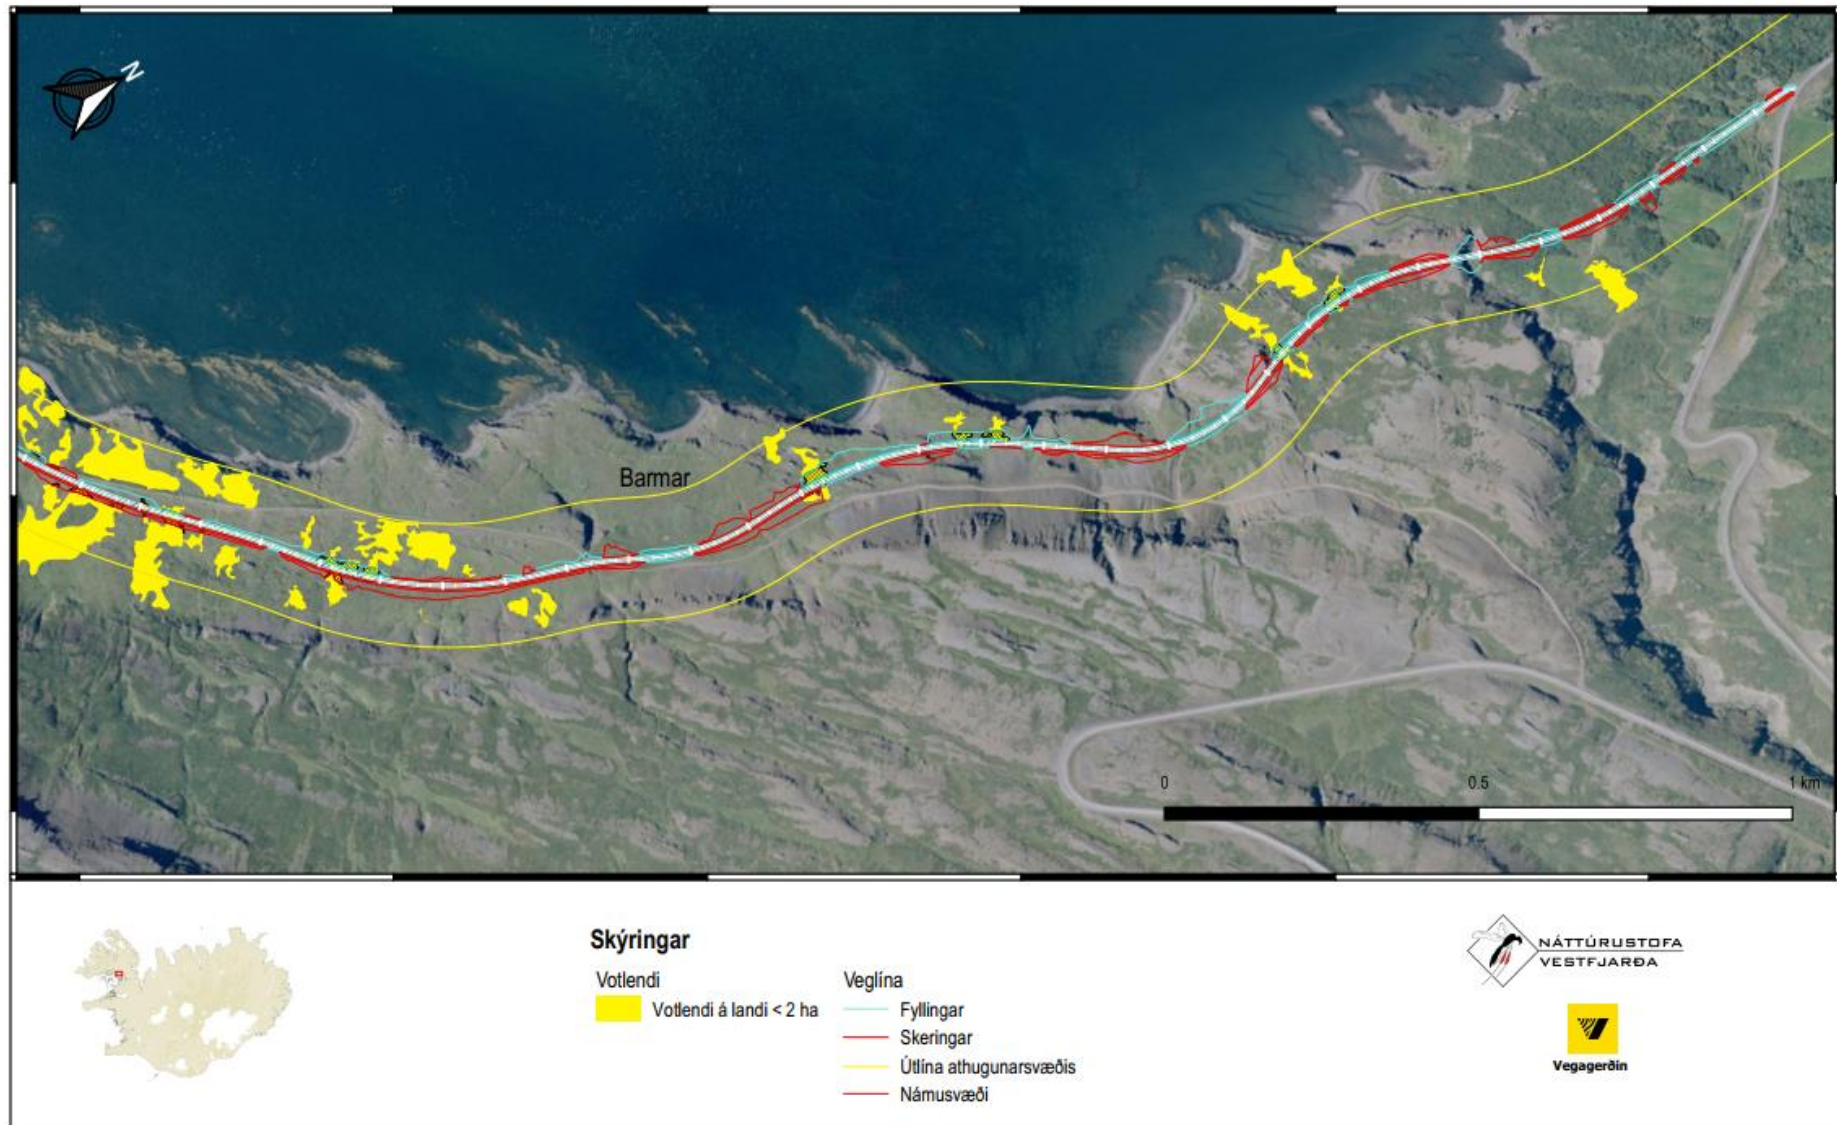 N
Barmar
0 0.5 1 km
Skýringar
Votlendi
Votlendi á landi < 2 ha
Veglína
Fyllingar
Skeringar
Útlína athugunarsvæðis
Námusvæði
NÁTTÚRUSTOFA
VESTFJARÐA
Vegagerðin